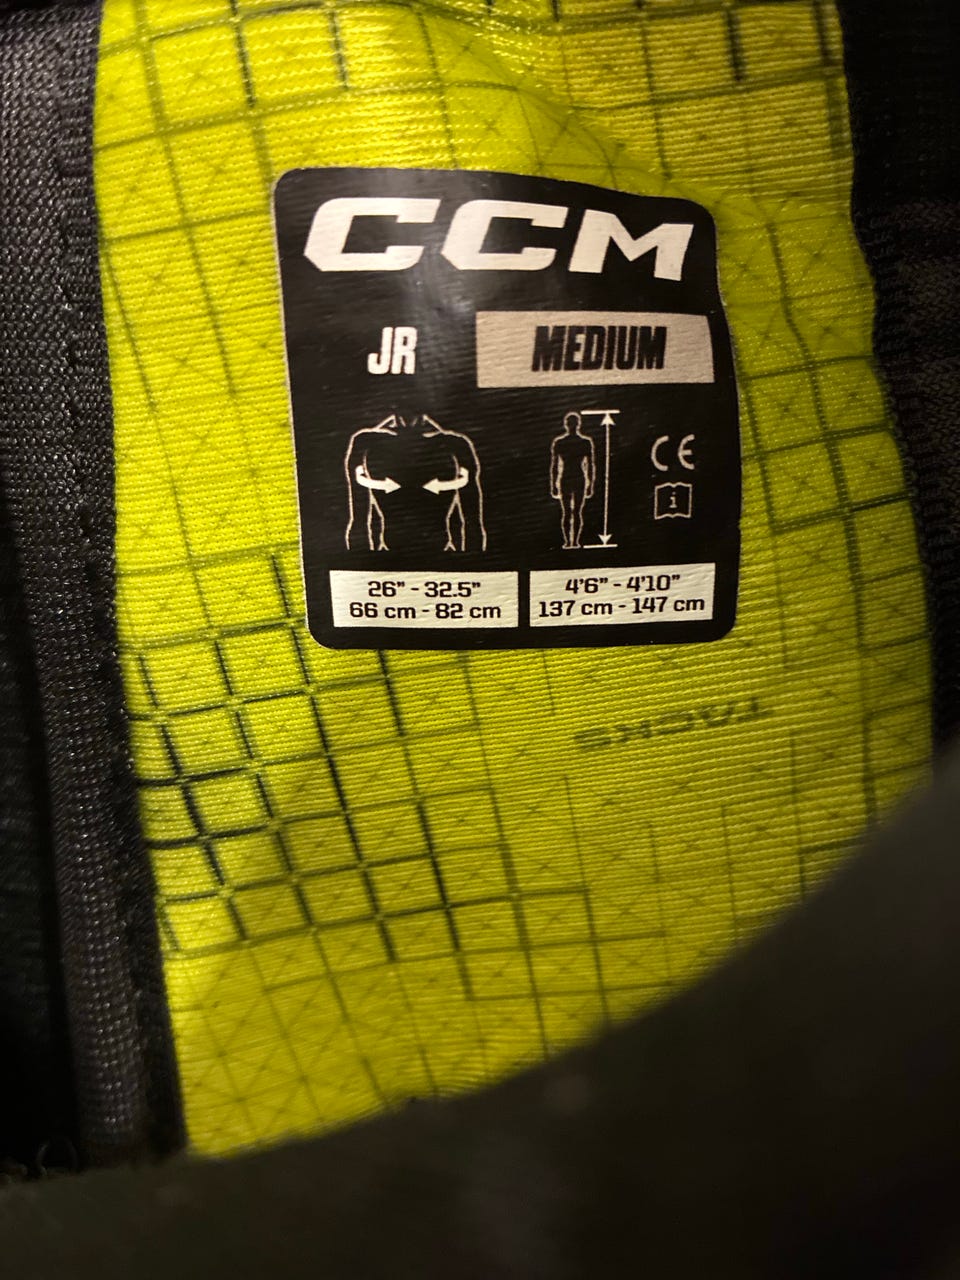 CCM
JR MEDIUM
CE
i
26” - 32.5”
66 cm - 82 cm
4’6” - 4’10”
137 cm - 147 cm
TACKS